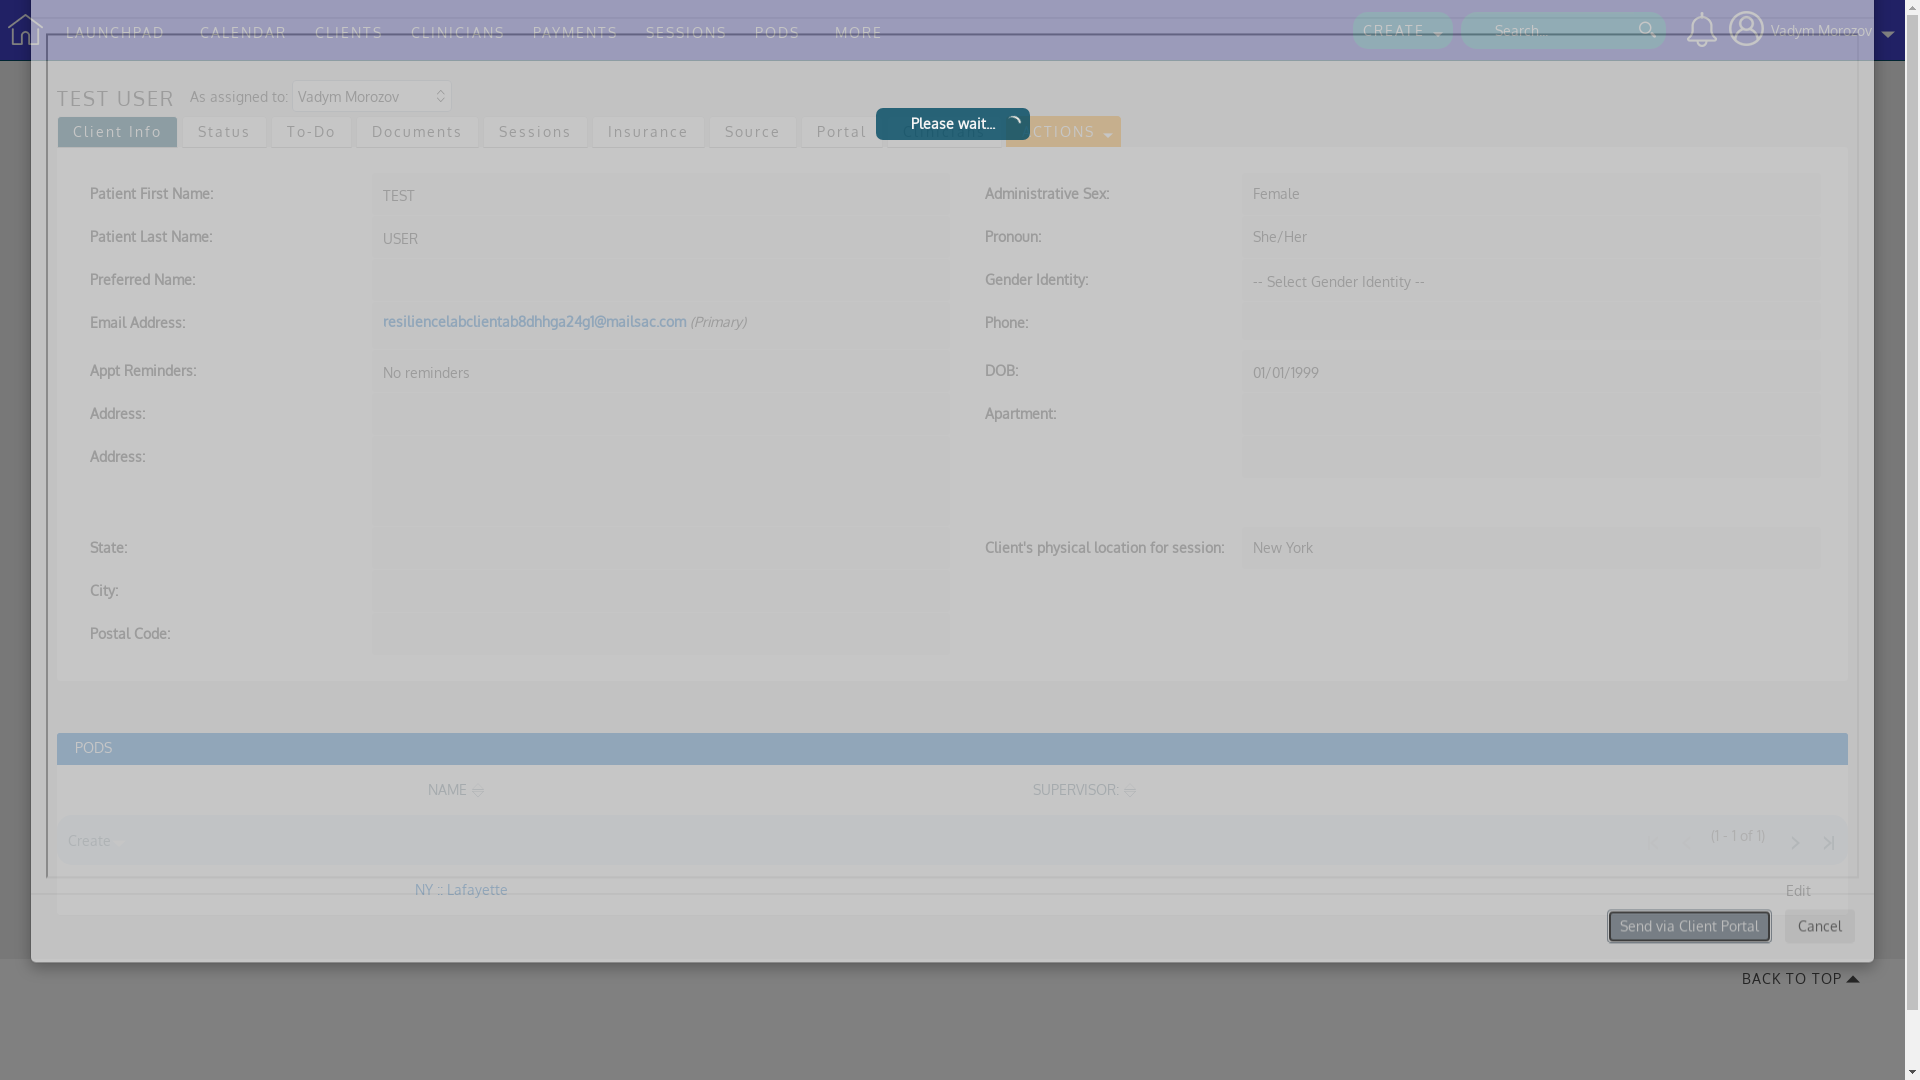 LAUNCHPAD CALENDAR CLIENTS CLINICIANS PAYMENTS SESSIONS PODS MORE CREATE Search Vadym Morozov
TEST USER As assigned to: Vadym Morozov
Please wait...
Client Info Status To-Do Documents Sessions Insurance Source Portal CTIONS
Patient First Name: TEST Administrative Sex: Female
Patient Last Name: USER Pronoun: She/Her
Preferred Name: Gender Identity: -- Select Gender Identity --
Email Address: resiliencelabclientab8dhhga24g1@mailsac.com (Primary) Phone:
Appt Reminders: No reminders DOB: 01/01/1999
Address: Apartment:
Address:
State: Client's physical location for session: New York
City:
Postal Code:
PODS
NAME SUPERVISOR:
Create (1 - 1 of 1)
NY :: Lafayette Edit
Send via Client Portal Cancel
BACK TO TOP